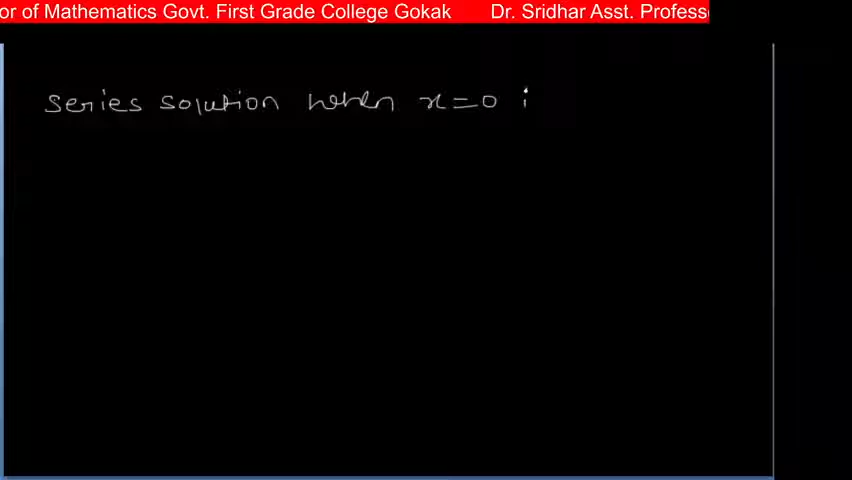 or of Mathematics Govt. First Grade College Gokak Dr. Sridhar Asst. Profess
series solution when x=0 i